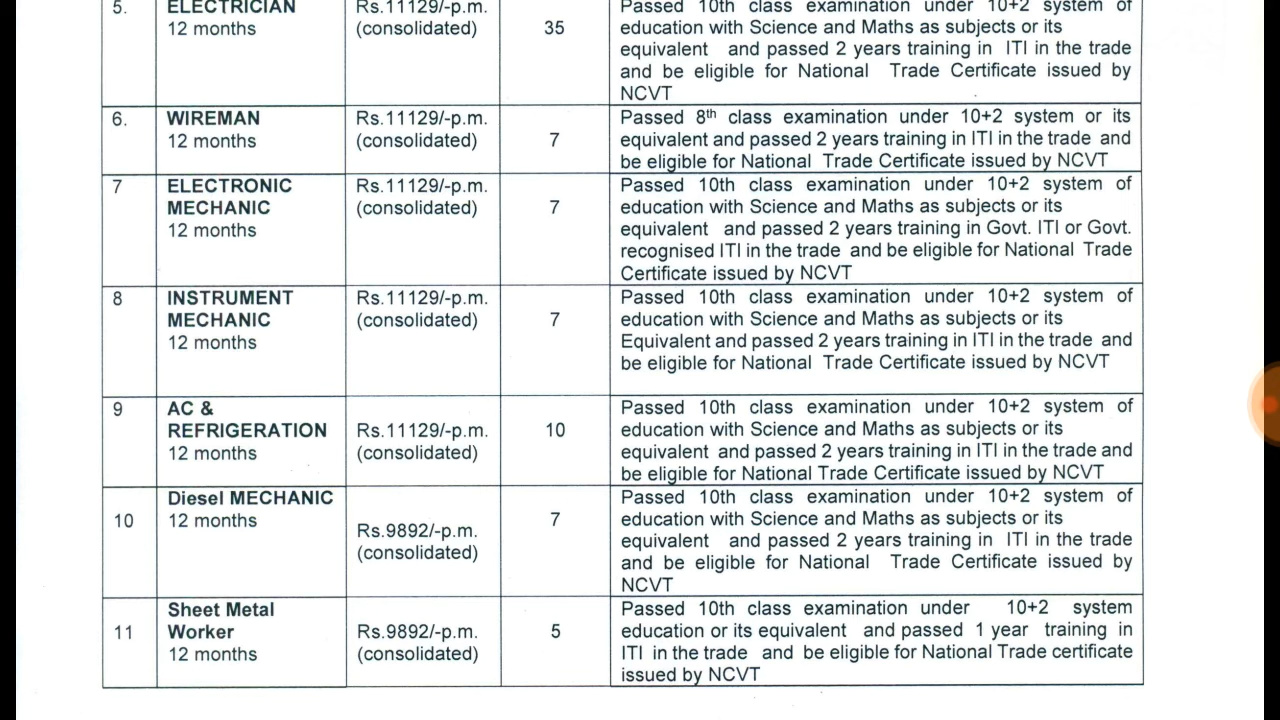 5. ELECTRICIAN Rs.11129/-p.m. Passed 10th class examination under 10+2 system of
12 months (consolidated) 35 education with Science and Maths as subjects or its
equivalent and passed 2 years training in ITI in the trade
and be eligible for National Trade Certificate issued by
NCVT
6. WIREMAN Rs.11129/-p.m. Passed 8th class examination under 10+2 system or its
12 months (consolidated) 7 equivalent and passed 2 years training in ITI in the trade and
be eligible for National Trade Certificate issued by NCVT
7 ELECTRONIC Rs.11129/-p.m. Passed 10th class examination under 10+2 system of
MECHANIC (consolidated) 7 education with Science and Maths as subjects or its
12 months equivalent and passed 2 years training in Govt. ITI or Govt.
recognised ITI in the trade and be eligible for National Trade
Certificate issued by NCVT
8 INSTRUMENT Rs.11129/-p.m. Passed 10th class examination under 10+2 system of
MECHANIC (consolidated) 7 education with Science and Maths as subjects or its
12 months Equivalent and passed 2 years training in ITI in the trade and
be eligible for National Trade Certificate issued by NCVT
9 AC & Passed 10th class examination under 10+2 system of
REFRIGERATION Rs.11129/-p.m. 10 education with Science and Maths as subjects or its
12 months (consolidated) equivalent and passed 2 years training in ITI in the trade and
be eligible for National Trade Certificate issued by NCVT
Diesel MECHANIC Passed 10th class examination under 10+2 system of
10 12 months Rs.9892/-p.m. 7 education with Science and Maths as subjects or its
(consolidated) equivalent and passed 2 years training in ITI in the trade
and be eligible for National Trade Certificate issued by
NCVT
Sheet Metal Passed 10th class examination under 10+2 system
11 Worker Rs.9892/-p.m. 5 education or its equivalent and passed 1 year training in
12 months (consolidated) ITI in the trade and be eligible for National Trade certificate
issued by NCVT